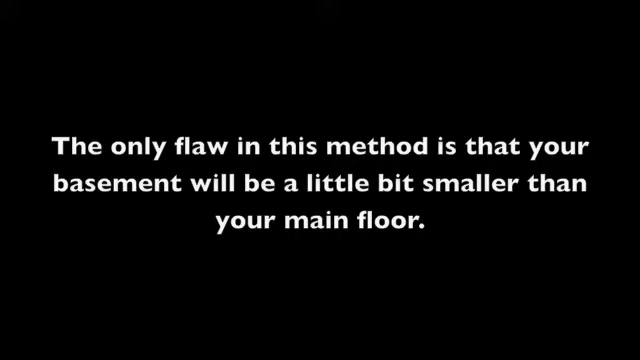 The only flaw in this method is that your
basement will be a little bit smaller than
your main floor.